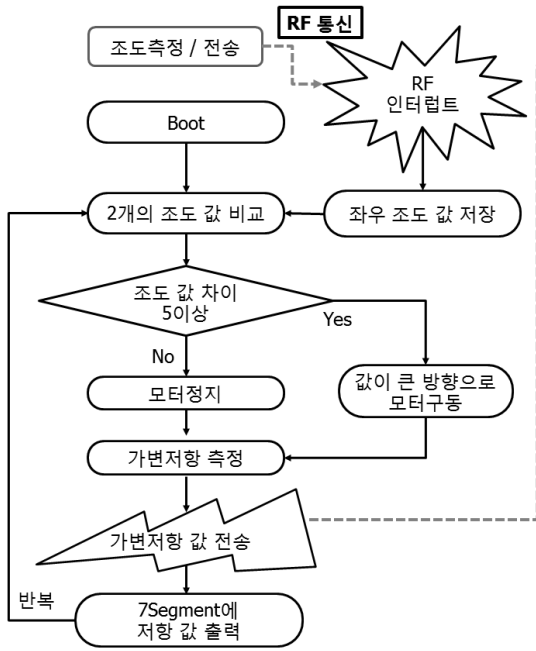 RF 통신
조도측정 / 전송
RF
인터럽트
Boot
2개의 조도 값 비교
좌우 조도 값 저장
조도 값 차이
5이상
Yes
No
모터정지
값이 큰 방향으로
모터구동
가변저항 측정
가변저항 값 전송
반복
7Segment에
저항 값 출력